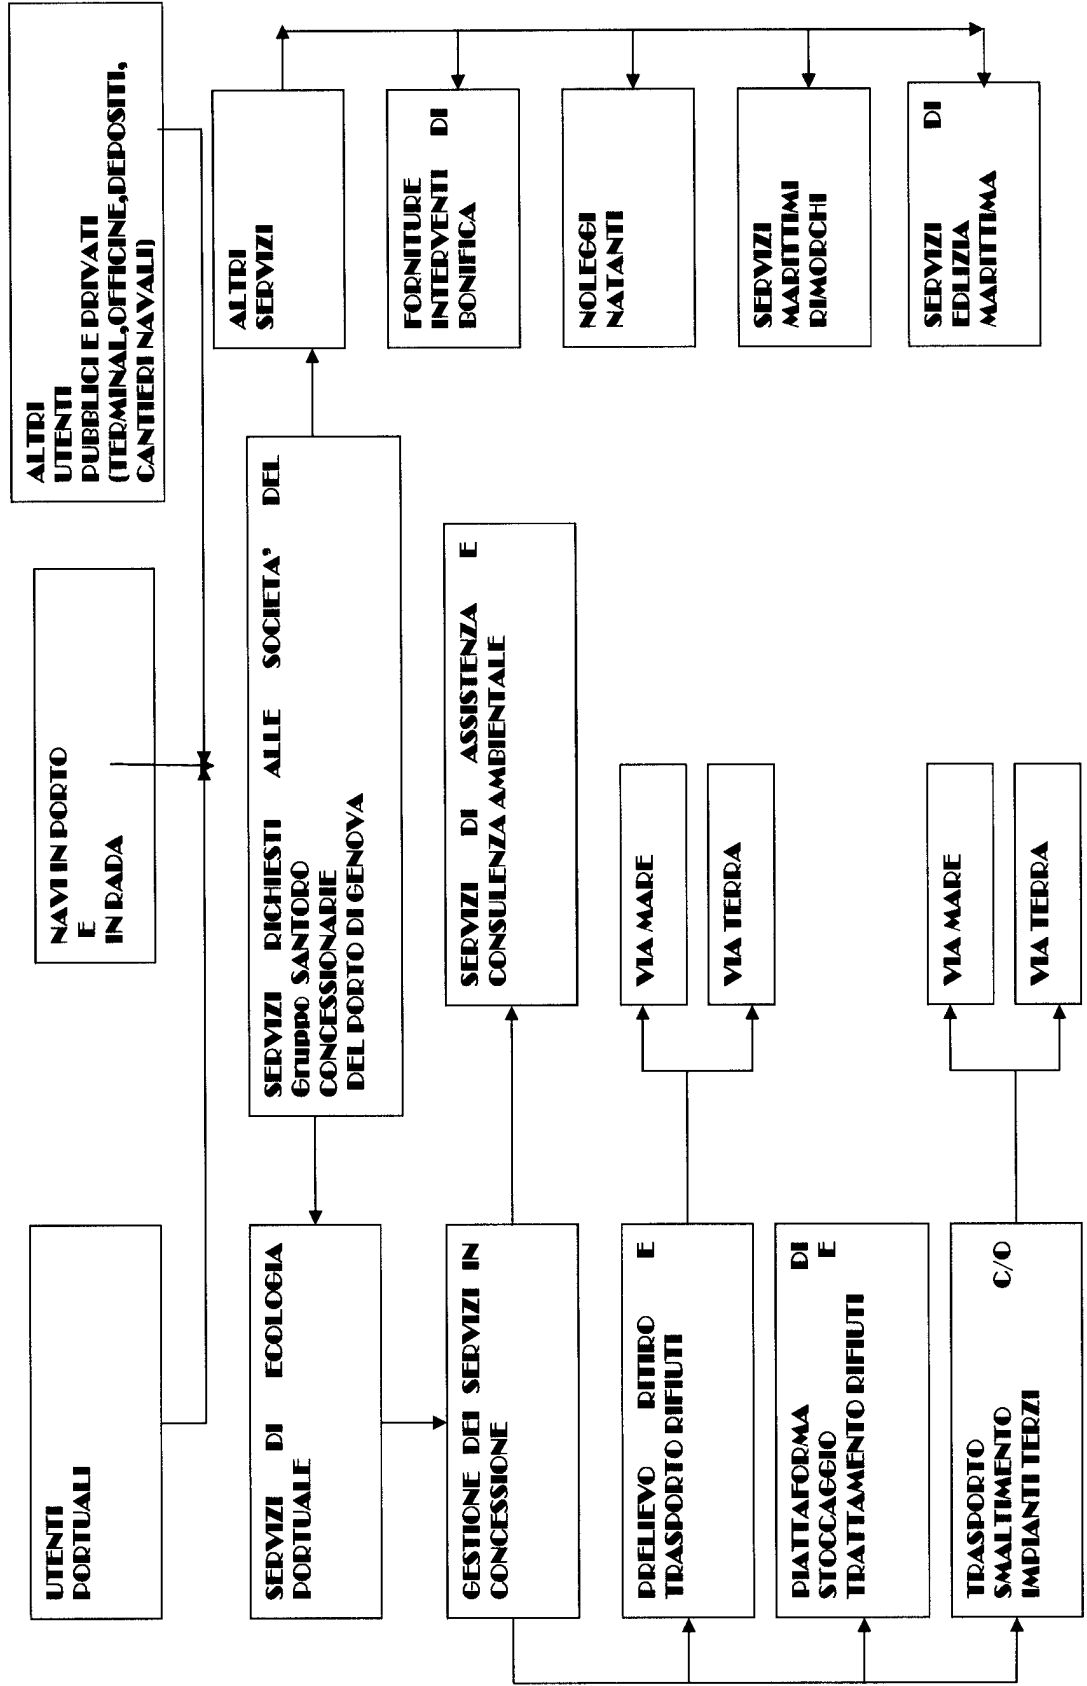 UTENTI
PORTUALI
NAVI IN PORTO
E
IN RADA
ALTRI
UTENTI
PUBBLICI E PRIVATI
(TERMINAL,OFFICINE,DEPOSITI,
CANTIERI NAVALI)
SERVIZI RICHIESTI ALLE SOCIETA' DEL
Gruppo SANTORO
CONCESSIONARIE
DEL PORTO DI GENOVA
SERVIZI DI ECOLOGIA
PORTUALE
ALTRI
SERVIZI
GESTIONE DEI SERVIZI IN
CONCESSIONE
SERVIZI DI ASSISTENZA E
CONSULENZA AMBIENTALE
FORNITURE
INTERVENTI DI
BONIFICA
PRELIEVO RITIRO E
TRASPORTO RIFIUTI
VIA MARE
VIA TERRA
NOLEGGI
NATANTI
PIATTAFORMA DI
STOCCAGGIO E
TRATTAMENTO RIFIUTI
SERVIZI
MARITTIMI
RIMORCHI
TRASPORTO
SMALTIMENTO C/O
IMPIANTI TERZI
VIA MARE
VIA TERRA
SERVIZI DI
EDLIZIA
MARITTIMA